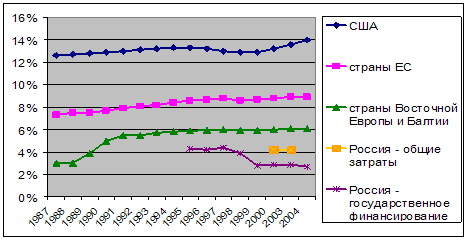 16%
14%
12%
10%
8%
6%
4%
2%
0%
1987
1988
1989
1990
1991
1992
1993
1994
1995
1996
1997
1998
1999
2000
2001
2004
США
страны ЕС
страны Восточной
Европы и Балтии
Россия - общие
затраты
Россия -
государственное
финансирование